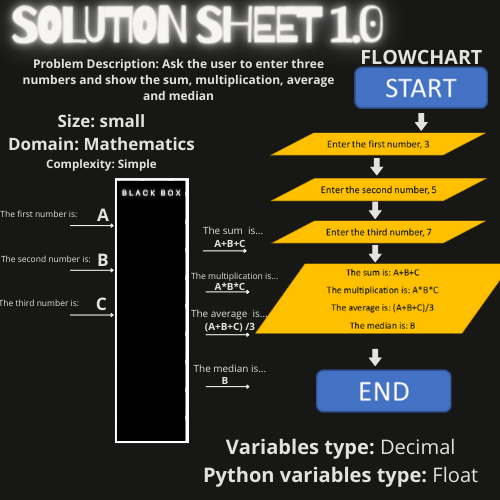 SOLUTION SHEET 1.0
Problem Description: Ask the user to enter three
numbers and show the sum, multiplication, average
and median
Size: small
Domain: Mathematics
Complexity: Simple
BLACK BOX
The first number is: A
The second number is: B
The third number is: C
The sum is...
A+B+C
The multiplication is...
A*B*C
The average is...
(A+B+C) /3
The median is...
B
FLOWCHART
START
Enter the first number, 3
Enter the second number, 5
Enter the third number, 7
The sum is: A+B+C
The multiplication is: A*B*C
The average is: (A+B+C)/3
The median is: B
END
Variables type: Decimal
Python variables type: Float